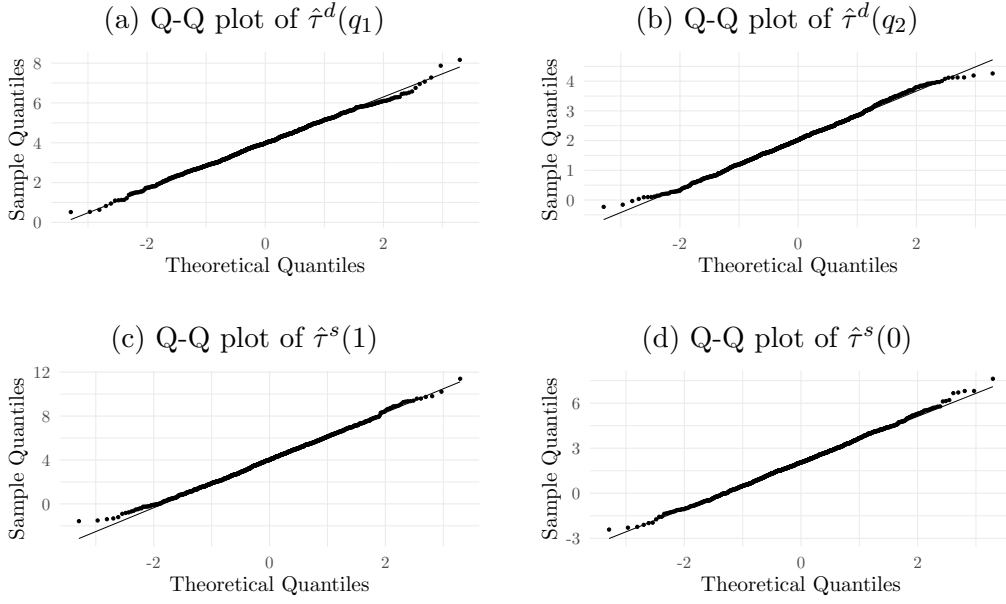 (a) Q-Q plot of τ̂^d(q₁)
8
6
4
2
0
Sample Quantiles
-2
0
2
Theoretical Quantiles
(b) Q-Q plot of τ̂^d(q₂)
4
3
2
1
0
Sample Quantiles
-2
0
2
Theoretical Quantiles
(c) Q-Q plot of τ̂^s(1)
12
8
4
0
Sample Quantiles
-2
0
2
Theoretical Quantiles
(d) Q-Q plot of τ̂^s(0)
6
3
0
-3
Sample Quantiles
-2
0
2
Theoretical Quantiles